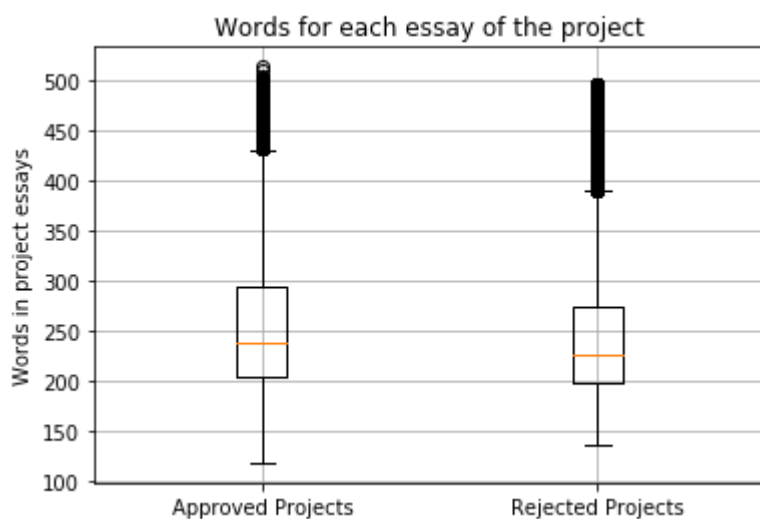 Words for each essay of the project
Words in project essays
500
450
400
350
300
250
200
150
100
Approved Projects
Rejected Projects